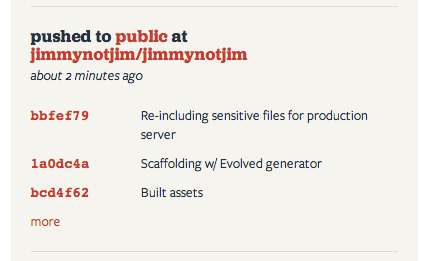 pushed to public at
jimmynotjim/jimmynotjim
about 2 minutes ago
bbfef79 Re-including sensitive files for production
server
1a0dc4a Scaffolding w/ Evolved generator
bcd4f62 Built assets
more